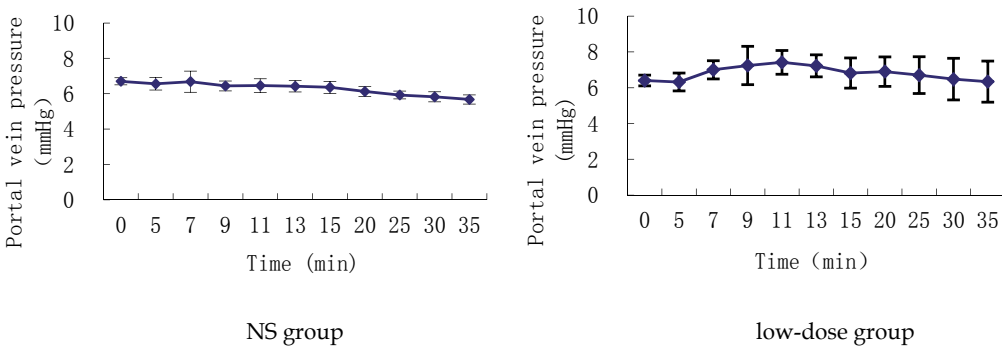 Portal vein pressure
(mmHg)
10
8
6
4
2
0
0 5 7 9 11 13 15 20 25 30 35
Time (min)
NS group
Portal vein pressure
(mmHg)
10
8
6
4
2
0
0 5 7 9 11 13 15 20 25 30 35
Time (min)
low-dose group